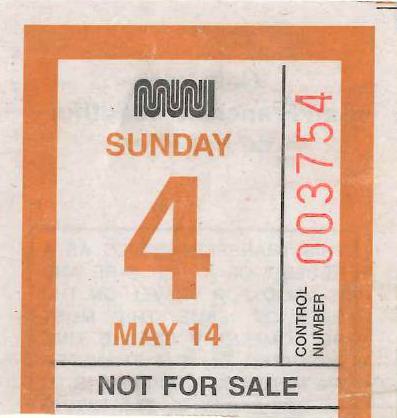 MUNI
SUNDAY
4
MAY 14
CONTROL
NUMBER
003754
NOT FOR SALE